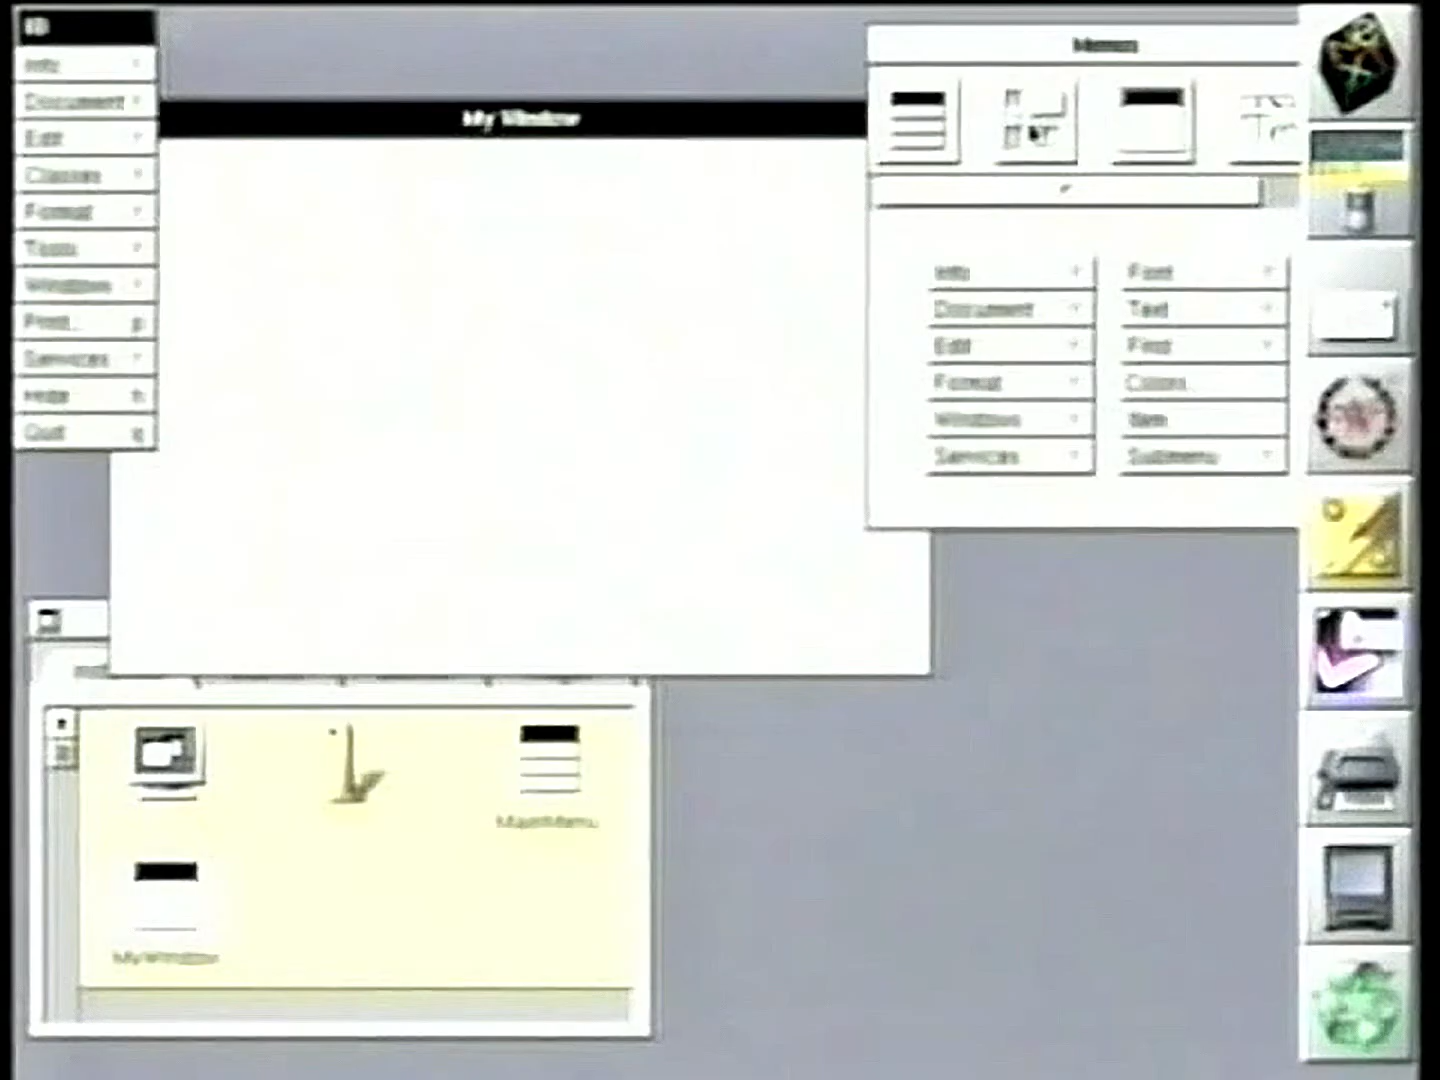 IB
Info
Document
Edit
Classes
Format
Tools
Windows
Print... p
Services
Hide h
Quit q
My Window
Menus
Info
Document
Edit
Format
Windows
Services
Font
Text
Find
Colors...
Item
Submenu
MainMenu
MyWindow